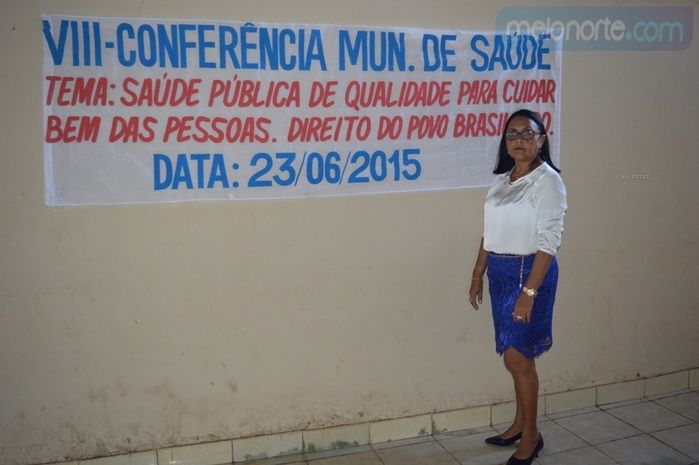 meionorte.com
VIII-CONFERÊNCIA MUN. DE SAÚDE
TEMA: SAÚDE PÚBLICA DE QUALIDADE PARA CUIDAR
BEM DAS PESSOAS. DIREITO DO POVO BRASIL O.
DATA: 23/06/2015